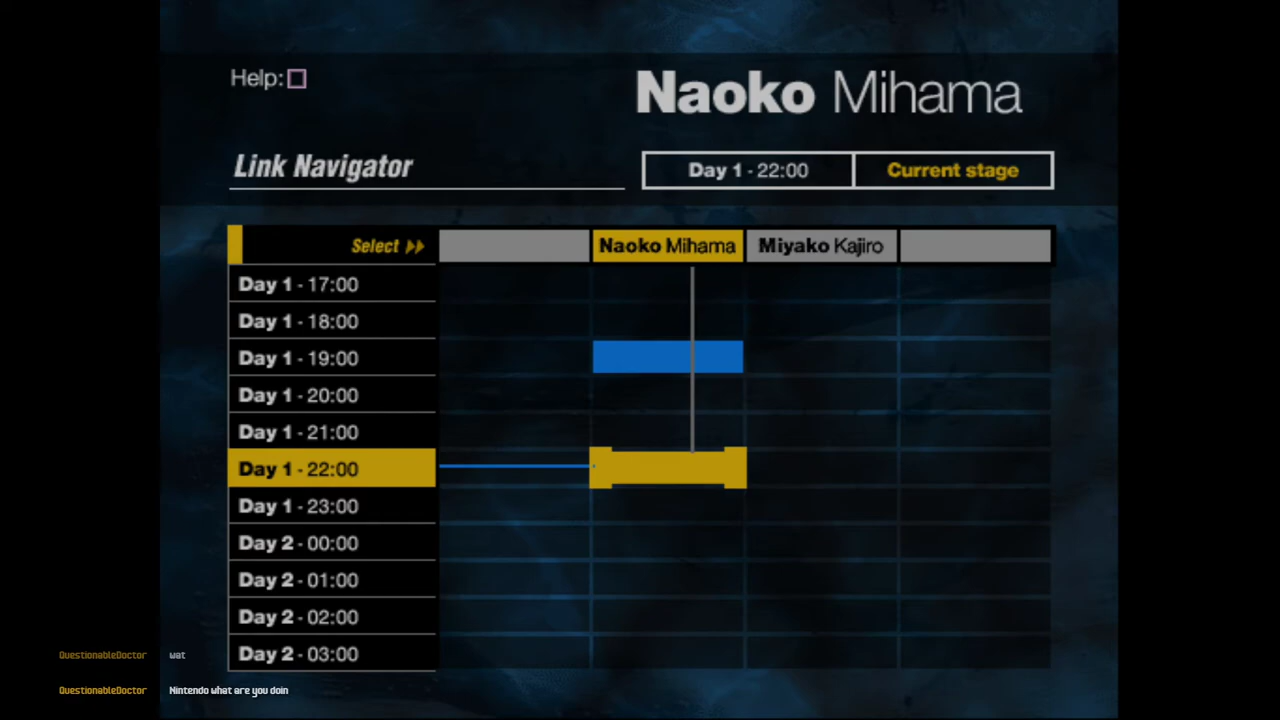 Help:
Naoko Mihama
Link Navigator
Day 1 - 22:00 Current stage
Select Naoko Mihama Miyako Kajiro
Day 1 - 17:00
Day 1 - 18:00
Day 1 - 19:00
Day 1 - 20:00
Day 1 - 21:00
Day 1 - 22:00
Day 1 - 23:00
Day 2 - 00:00
Day 2 - 01:00
Day 2 - 02:00
Day 2 - 03:00
QuestionableDoctor wat
QuestionableDoctor Nintendo what are you doin